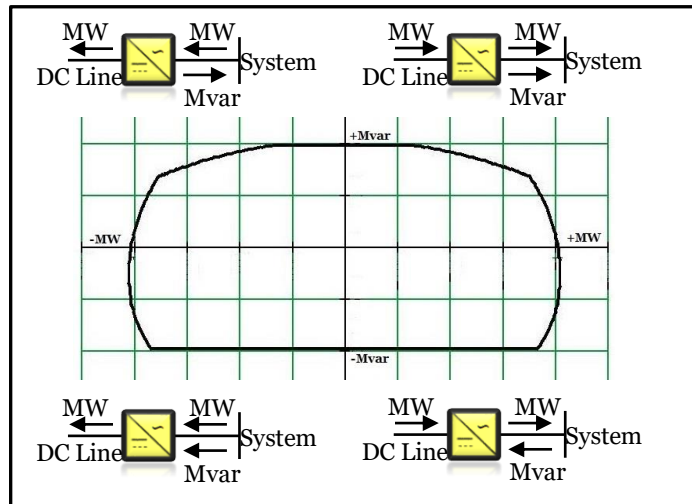 MW MW
DC Line System
Mvar
MW MW
DC Line System
Mvar
+Mvar
-MW
+MW
-Mvar
MW MW
DC Line System
Mvar
MW MW
DC Line System
Mvar